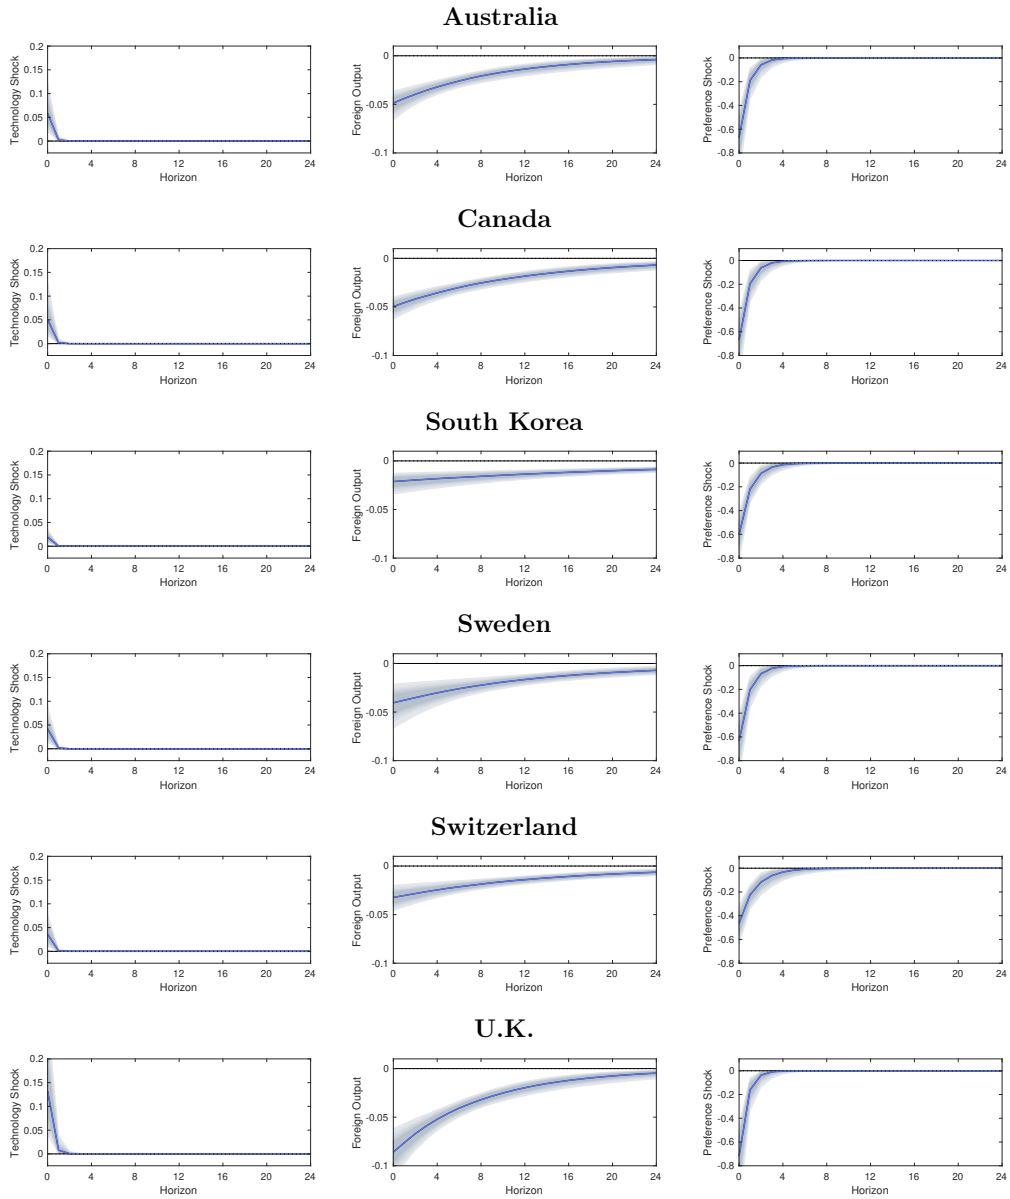 Australia
Technology Shock
0.2
0.15
0.1
0.05
0
0 4 8 12 16 20 24
Horizon
Foreign Output
0
-0.05
-0.1
0 4 8 12 16 20 24
Horizon
Preference Shock
0
-0.2
-0.4
-0.6
-0.8
0 4 8 12 16 20 24
Horizon
Canada
Technology Shock
0.2
0.15
0.1
0.05
0
0 4 8 12 16 20 24
Horizon
Foreign Output
0
-0.05
-0.1
0 4 8 12 16 20 24
Horizon
Preference Shock
0
-0.2
-0.4
-0.6
-0.8
0 4 8 12 16 20 24
Horizon
South Korea
Technology Shock
0.2
0.15
0.1
0.05
0
0 4 8 12 16 20 24
Horizon
Foreign Output
0
-0.05
-0.1
0 4 8 12 16 20 24
Horizon
Preference Shock
0
-0.2
-0.4
-0.6
-0.8
0 4 8 12 16 20 24
Horizon
Sweden
Technology Shock
0.2
0.15
0.1
0.05
0
0 4 8 12 16 20 24
Horizon
Foreign Output
0
-0.05
-0.1
0 4 8 12 16 20 24
Horizon
Preference Shock
0
-0.2
-0.4
-0.6
-0.8
0 4 8 12 16 20 24
Horizon
Switzerland
Technology Shock
0.2
0.15
0.1
0.05
0
0 4 8 12 16 20 24
Horizon
Foreign Output
0
-0.05
-0.1
0 4 8 12 16 20 24
Horizon
Preference Shock
0
-0.2
-0.4
-0.6
-0.8
0 4 8 12 16 20 24
Horizon
U.K.
Technology Shock
0.2
0.15
0.1
0.05
0
0 4 8 12 16 20 24
Horizon
Foreign Output
0
-0.05
-0.1
0 4 8 12 16 20 24
Horizon
Preference Shock
0
-0.2
-0.4
-0.6
-0.8
0 4 8 12 16 20 24
Horizon